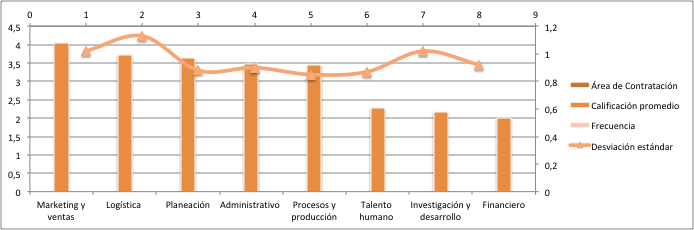 0 1 2 3 4 5 6 7 8 9
4,5
4
3,5
3
2,5
2
1,5
1
0,5
0
1,2
1
0,8
0,6
0,4
0,2
0
Marketing y
ventas
Logística
Planeación
Administrativo
Procesos y
producción
Talento
humano
Investigación y
desarrollo
Financiero
Área de Contratación
Calificación promedio
Frecuencia
Desviación estándar